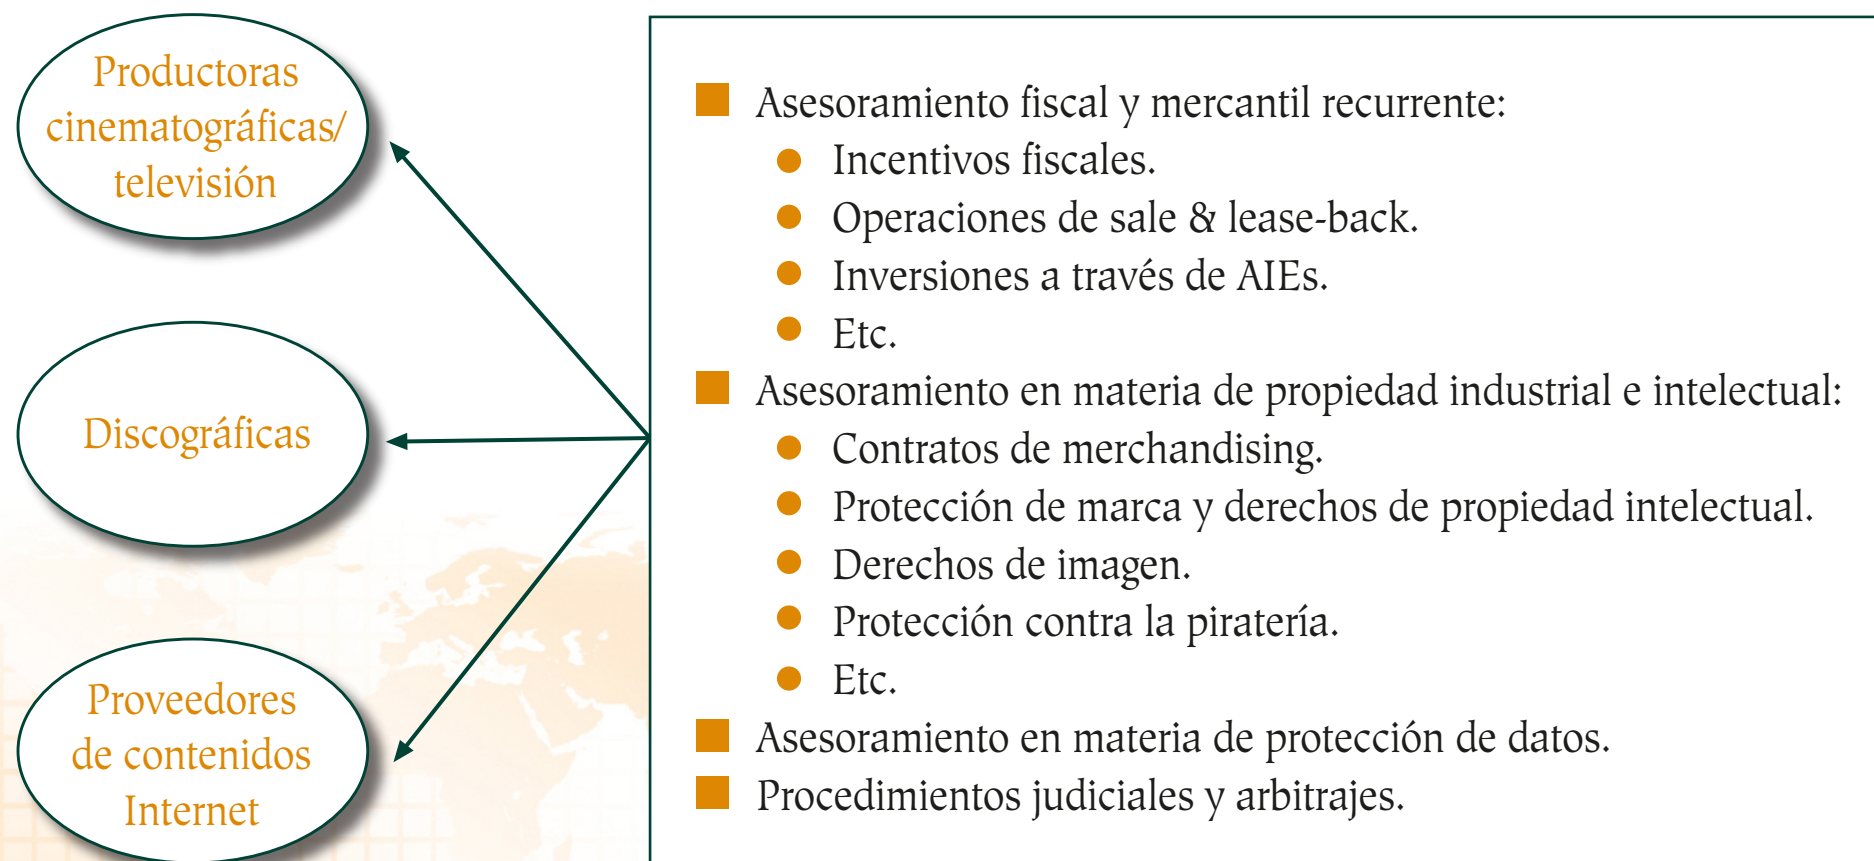 Productoras
cinematográficas/
televisión
Discográficas
Proveedores
de contenidos
Internet
Asesoramiento fiscal y mercantil recurrente:
Incentivos fiscales.
Operaciones de sale & lease-back.
Inversiones a través de AIEs.
Etc.
Asesoramiento en materia de propiedad industrial e intelectual:
Contratos de merchandising.
Protección de marca y derechos de propiedad intelectual.
Derechos de imagen.
Protección contra la piratería.
Etc.
Asesoramiento en materia de protección de datos.
Procedimientos judiciales y arbitrajes.